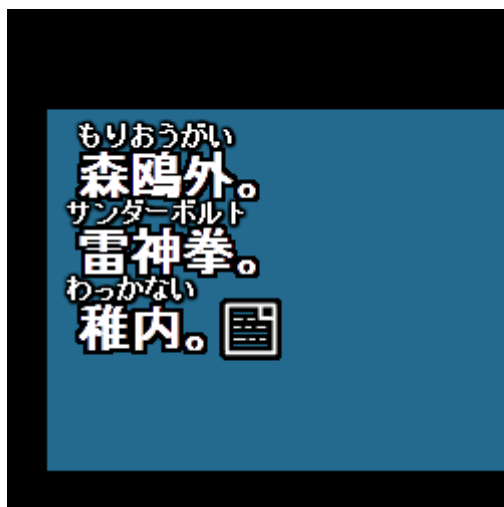 もりおうがい
森鴎外。
サンダーボルト
雷神拳。
わっかない
稚内。